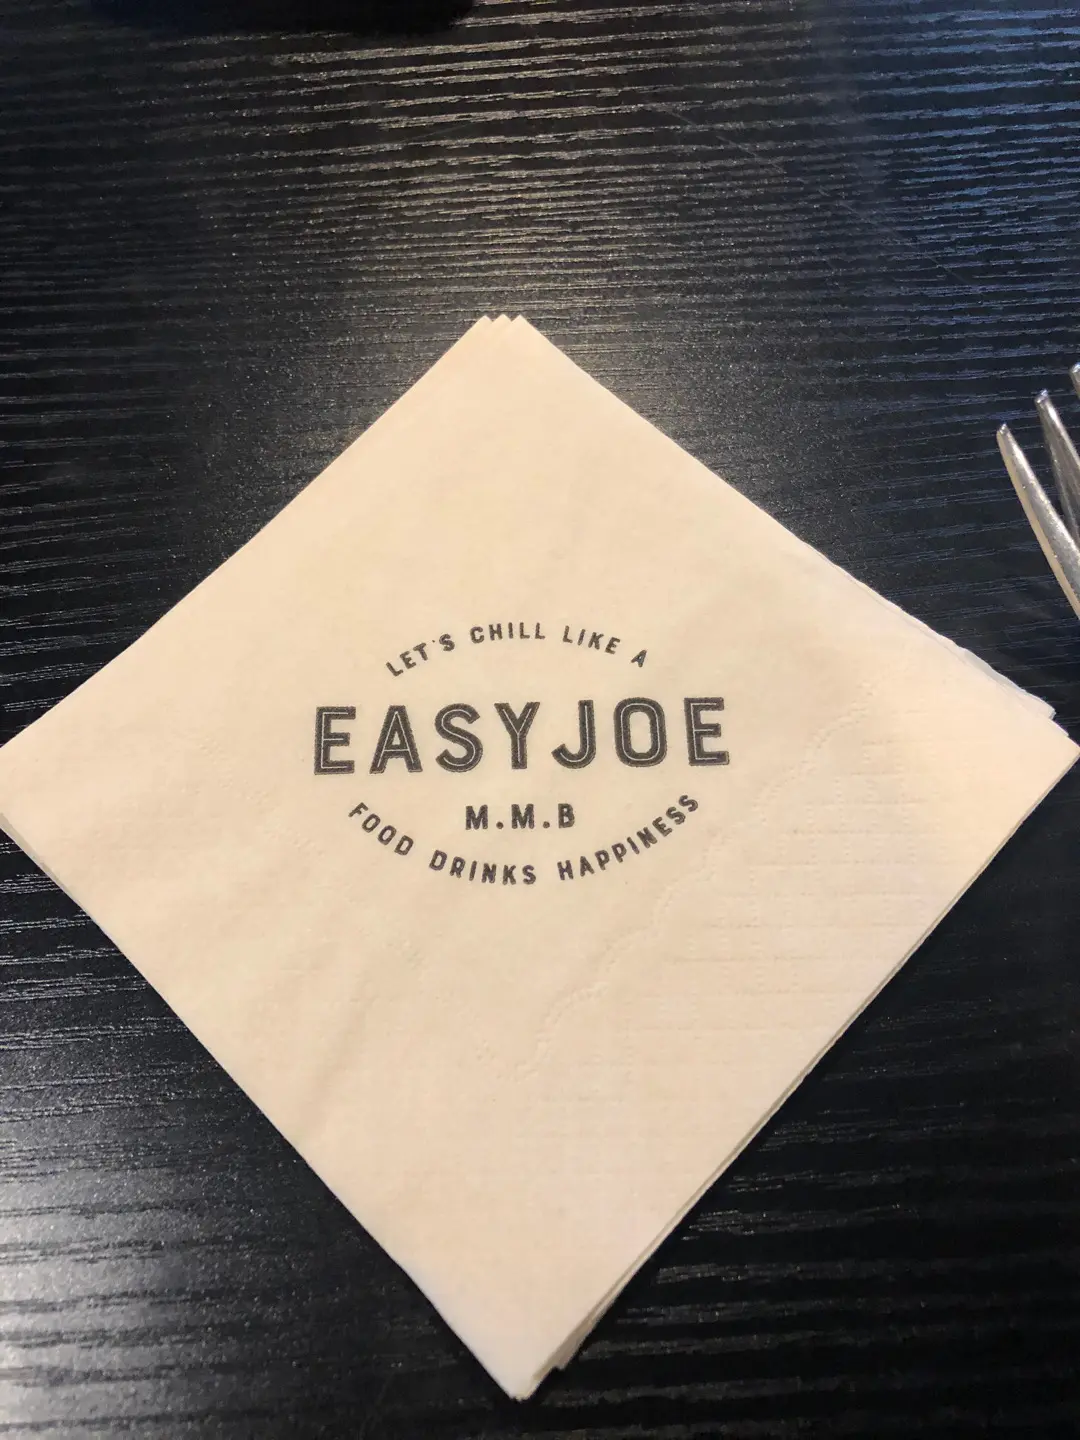 LET'S CHILL LIKE A
EASYJOE
M.M.B
FOOD DRINKS HAPPINESS